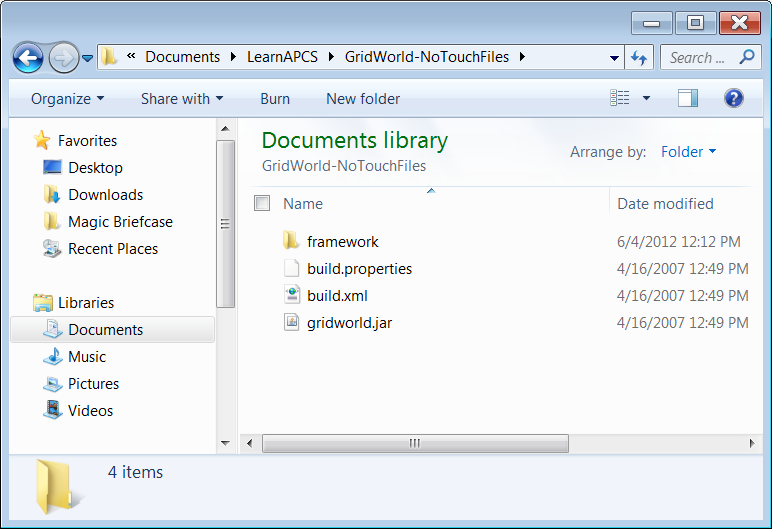 « Documents LearnAPCS GridWorld-NoTouchFiles Search ...
Organize Share with Burn New folder
Favorites
Desktop
Downloads
Magic Briefcase
Recent Places
Libraries
Documents
Music
Pictures
Videos
Documents library
GridWorld-NoTouchFiles
Arrange by: Folder
Name Date modified
framework 6/4/2012 12:12 PM
build.properties 4/16/2007 12:49 PM
build.xml 4/16/2007 12:49 PM
gridworld.jar 4/16/2007 12:49 PM
4 items